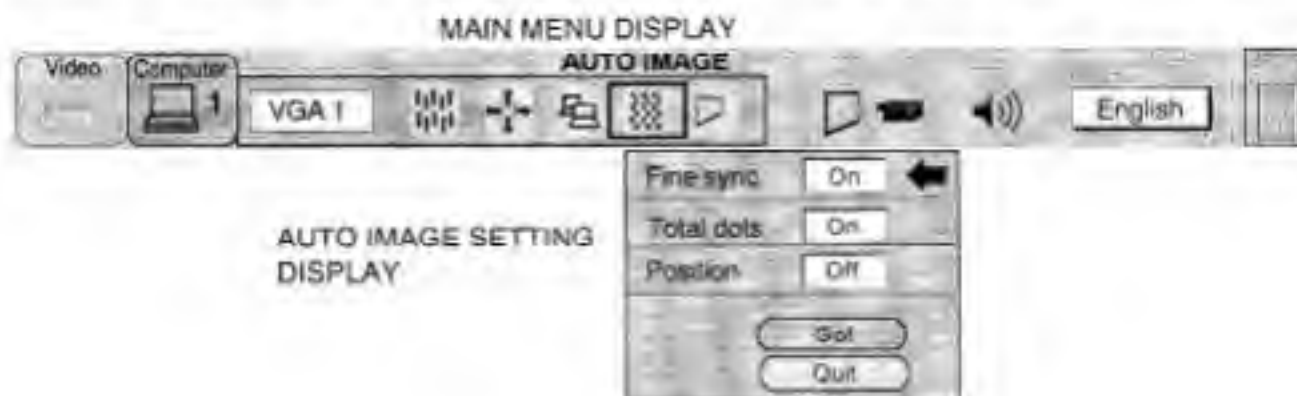 MAIN MENU DISPLAY
AUTO IMAGE
Video
Computer
1
VGA 1
English
Fine sync
On
Total dots
On
AUTO IMAGE SETTING
DISPLAY
Position
Off
Go!
Quit